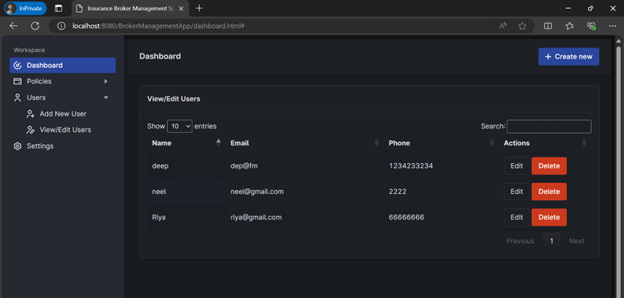 InPrivate
Insurance Broker Management Sy
localhost:8080/BrokerManagementApp/dashboard.html#
Workspace
Dashboard
Policies
Users
Add New User
View/Edit Users
Settings
Dashboard
+ Create new
View/Edit Users
Show 10 entries
Search:
Name Email Phone Actions
deep dep@fm 1234233234 Edit Delete
neel neel@gmail.com 2222 Edit Delete
Riya riya@gmail.com 66666666 Edit Delete
Previous 1 Next